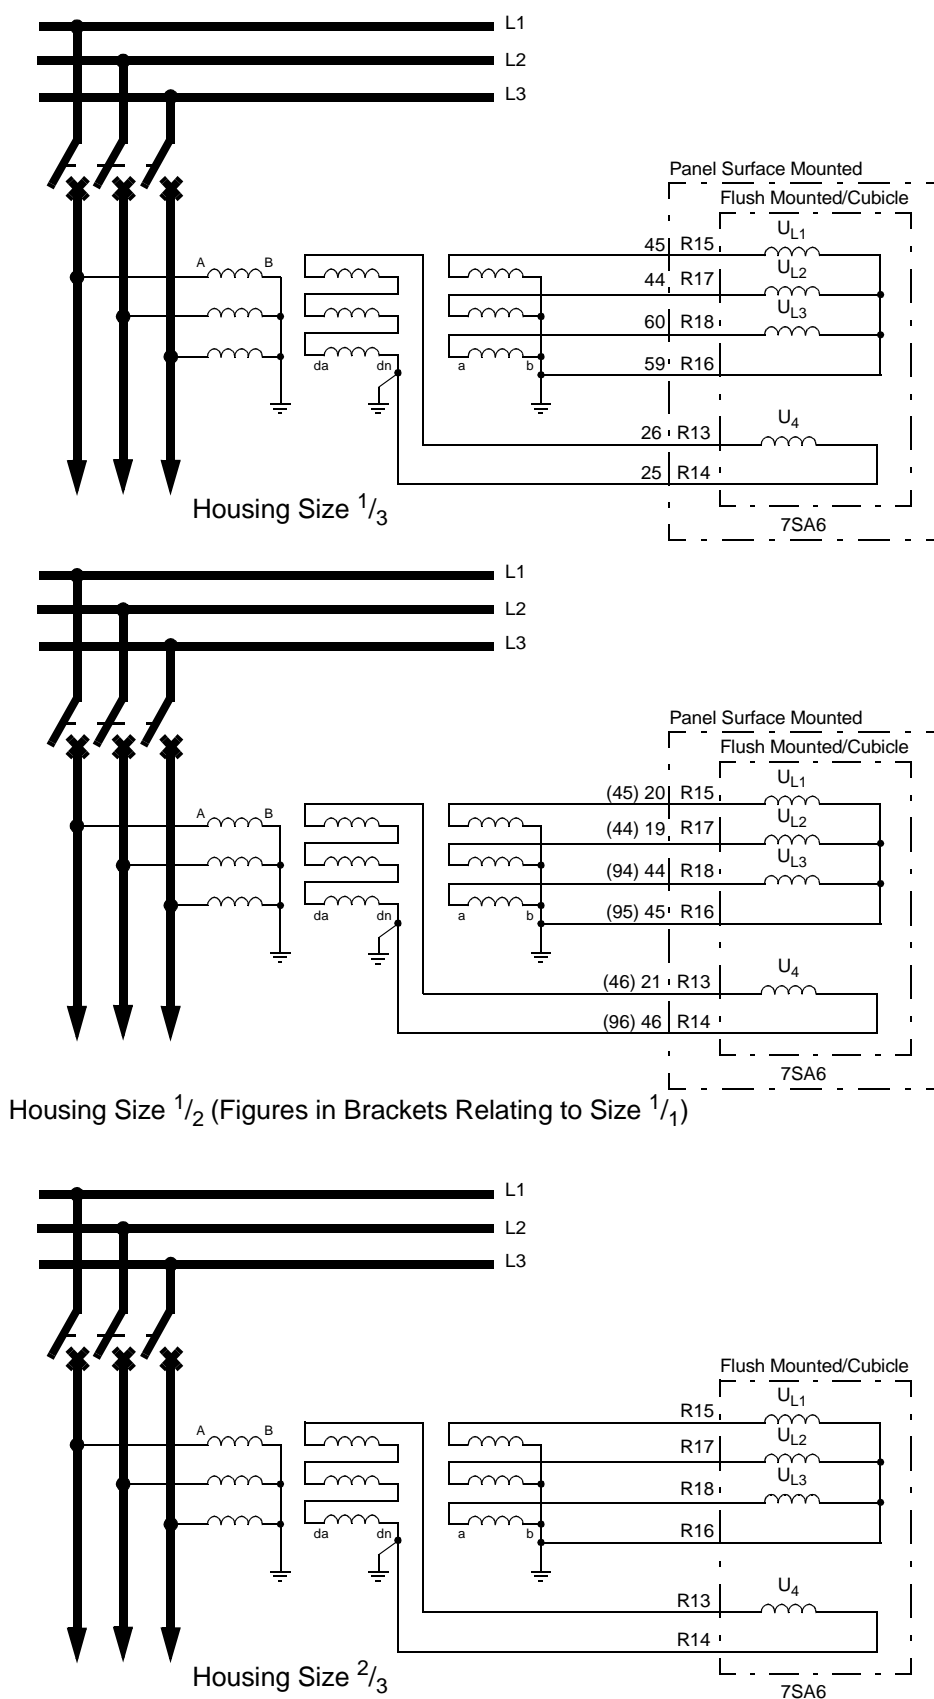 L1
L2
L3
Panel Surface Mounted
Flush Mounted/Cubicle
UL1
45 R15
UL2
44 R17
A B
UL3
60 R18
59 R16
da dn a b
U4
26 R13
25 R14
Housing Size 1/3
7SA6
L1
L2
L3
Panel Surface Mounted
Flush Mounted/Cubicle
UL1
(45) 20 R15
A B
UL2
(44) 19 R17
UL3
(94) 44 R18
(95) 45 R16
da dn a b
U4
(46) 21 R13
(96) 46 R14
7SA6
Housing Size 1/2 (Figures in Brackets Relating to Size 1/1)
L1
L2
L3
Flush Mounted/Cubicle
UL1
R15
A B
UL2
R17
UL3
R18
R16
da dn a b
U4
R13
R14
Housing Size 2/3
7SA6